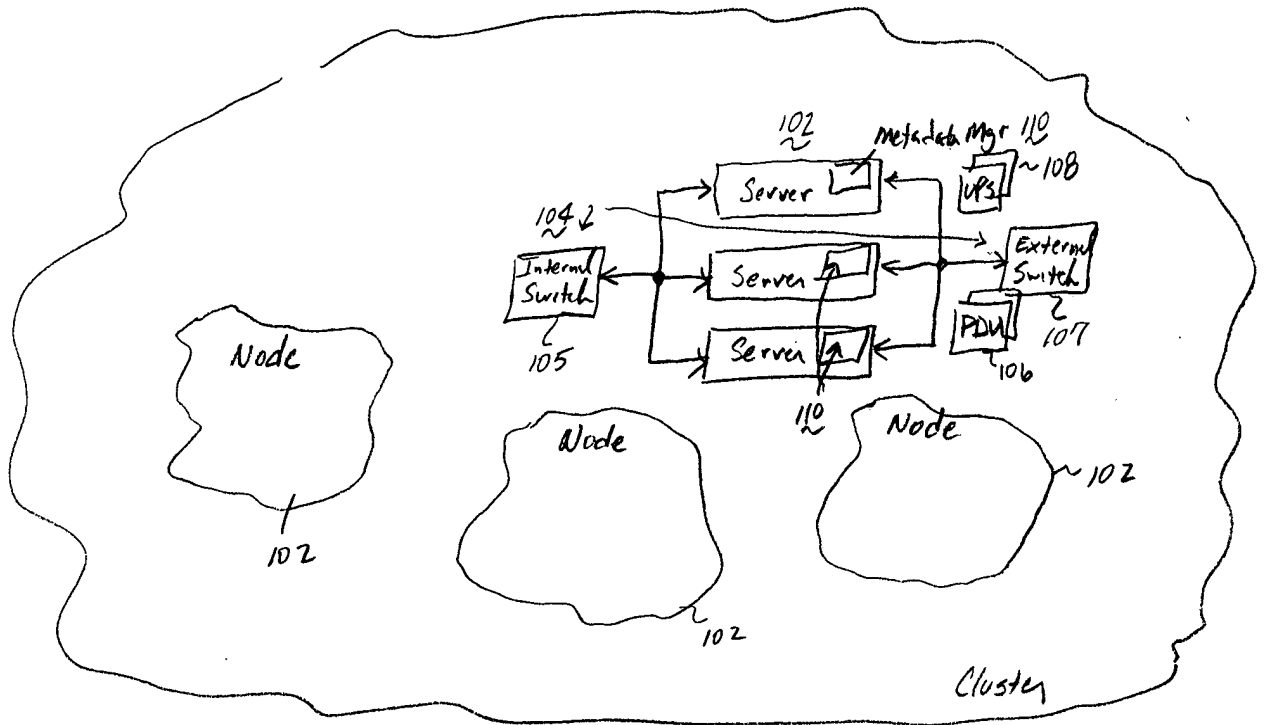 102
Metadata Mgr 110
108
Server
UPS
104
External
Switch
Internal
Switch
Server
PDU
107
105
Server
106
Node
110
Node
Node
102
102
102
Cluster